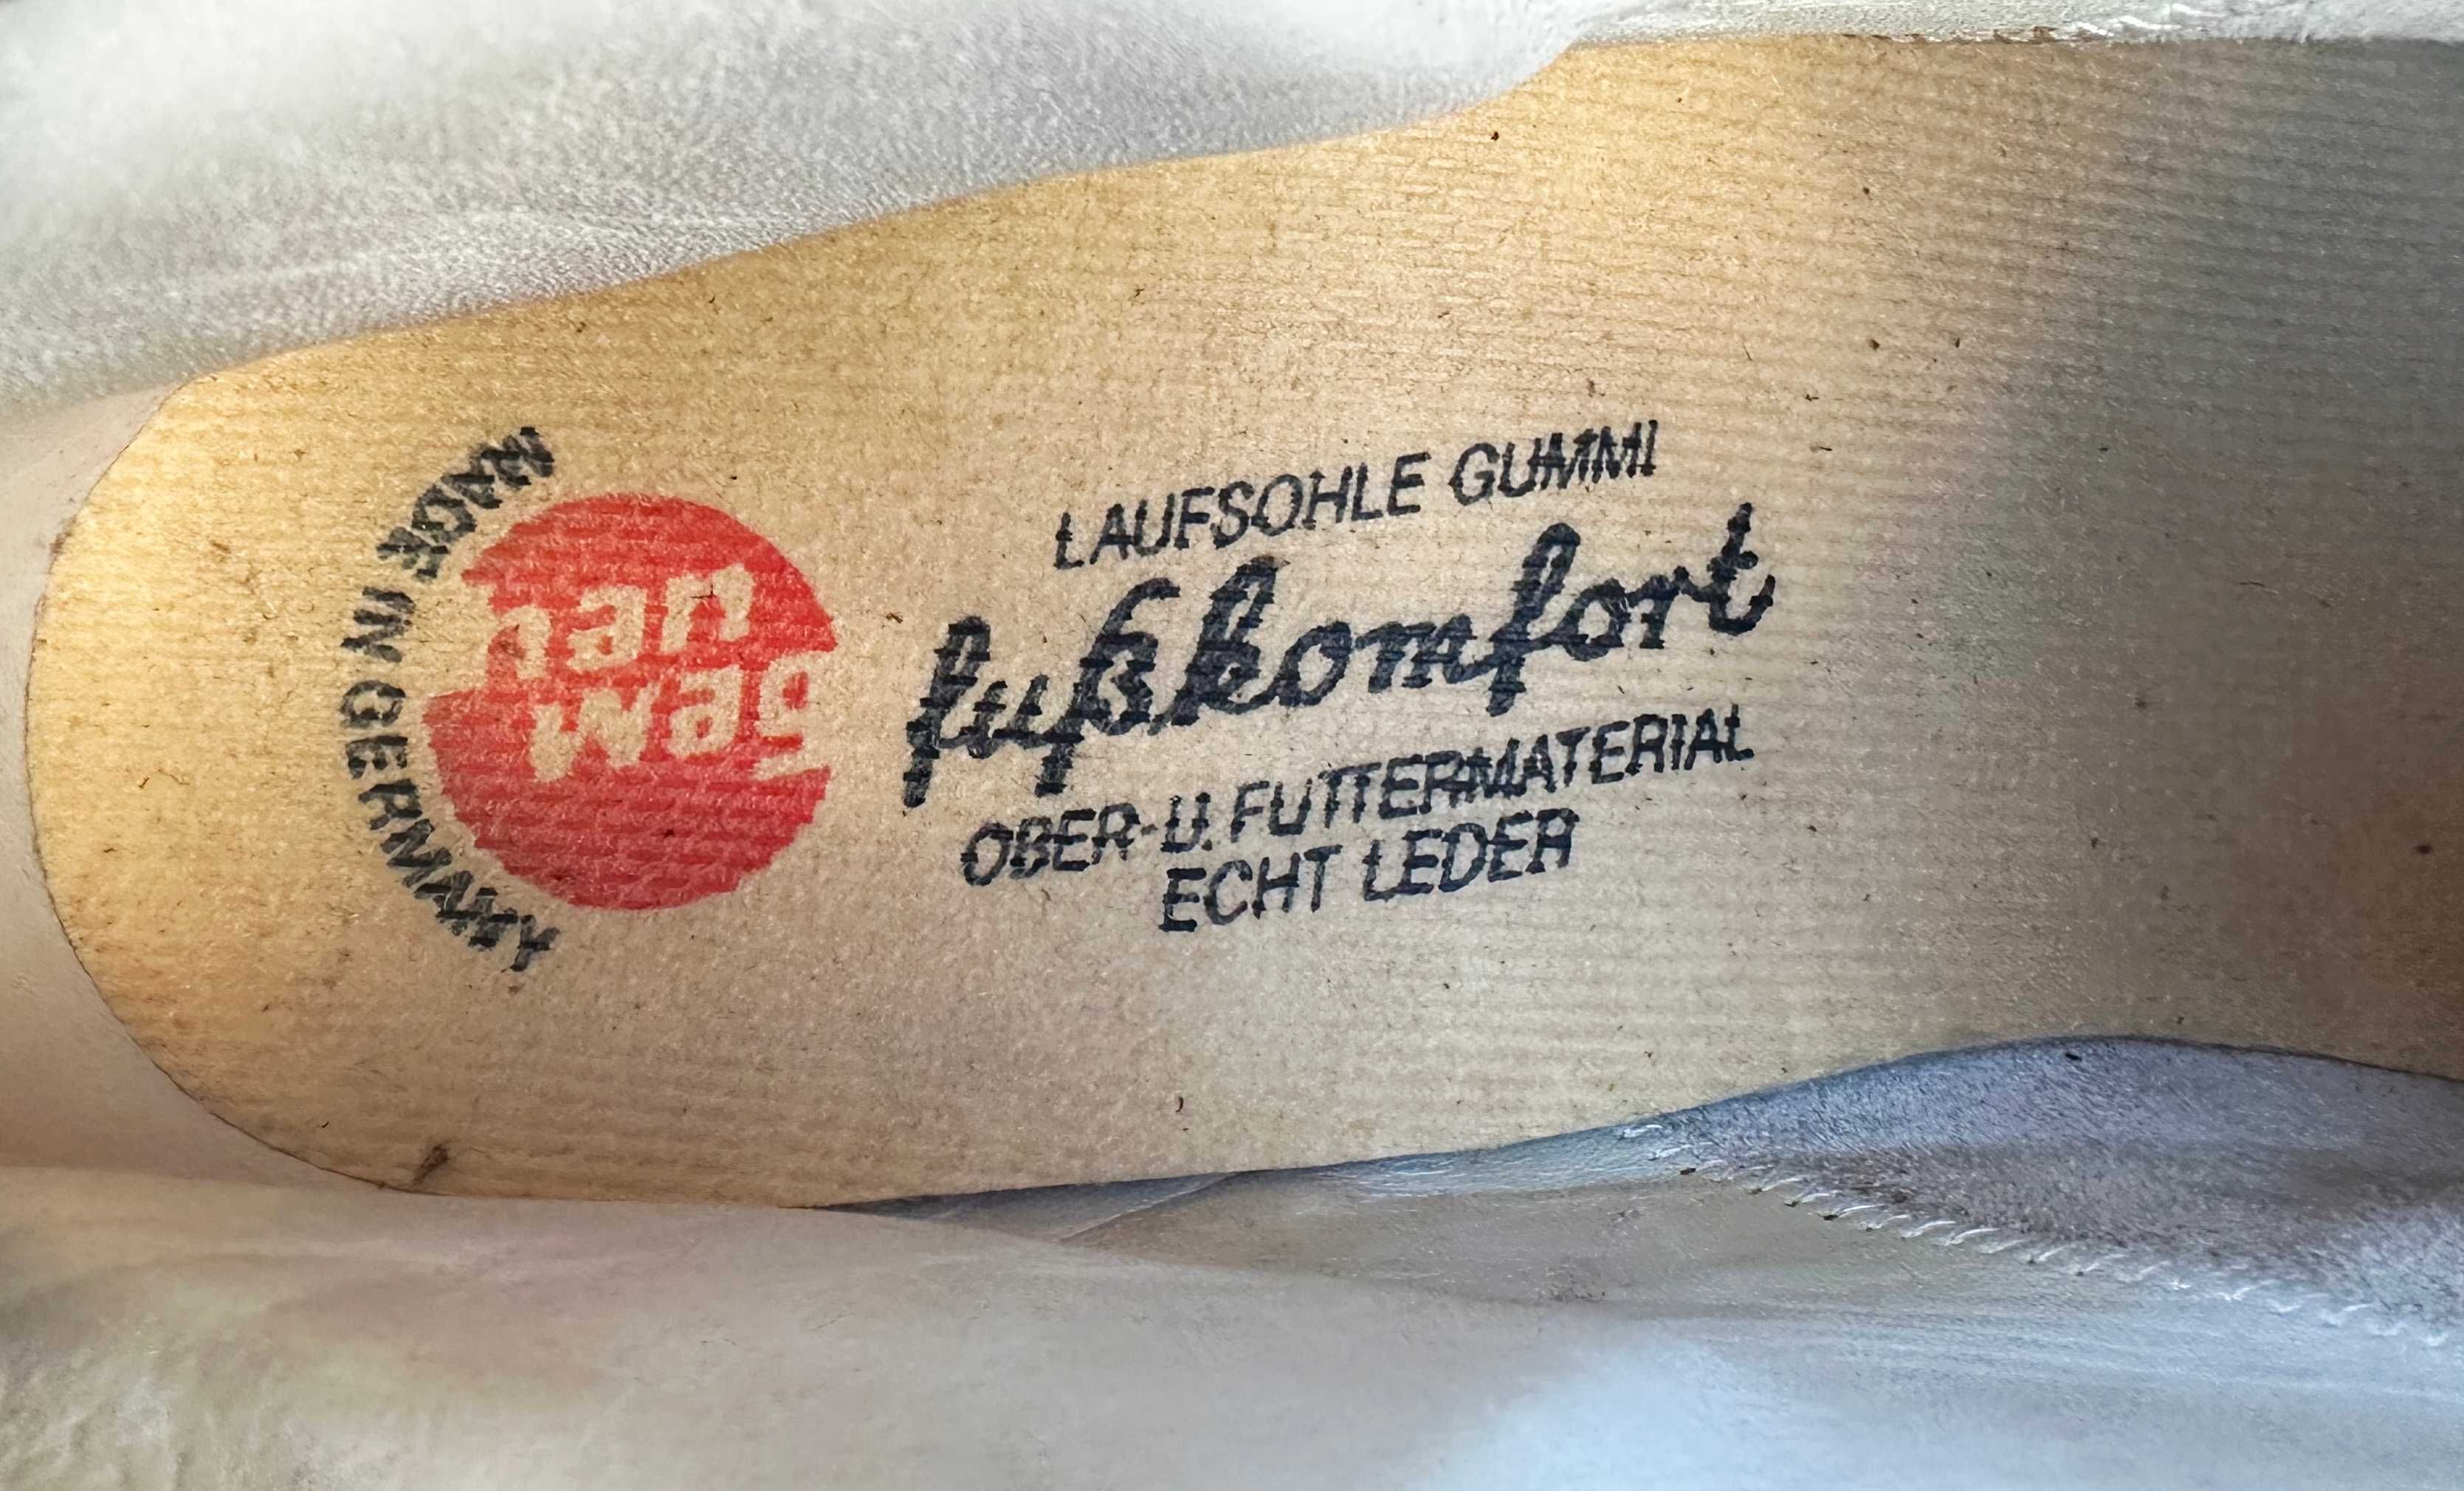 MADE IN GERMANY
han
wag
LAUFSOHLE GUMMI
fußkomfort
OBER-U. FUTTERMATERIAL
ECHT LEDER